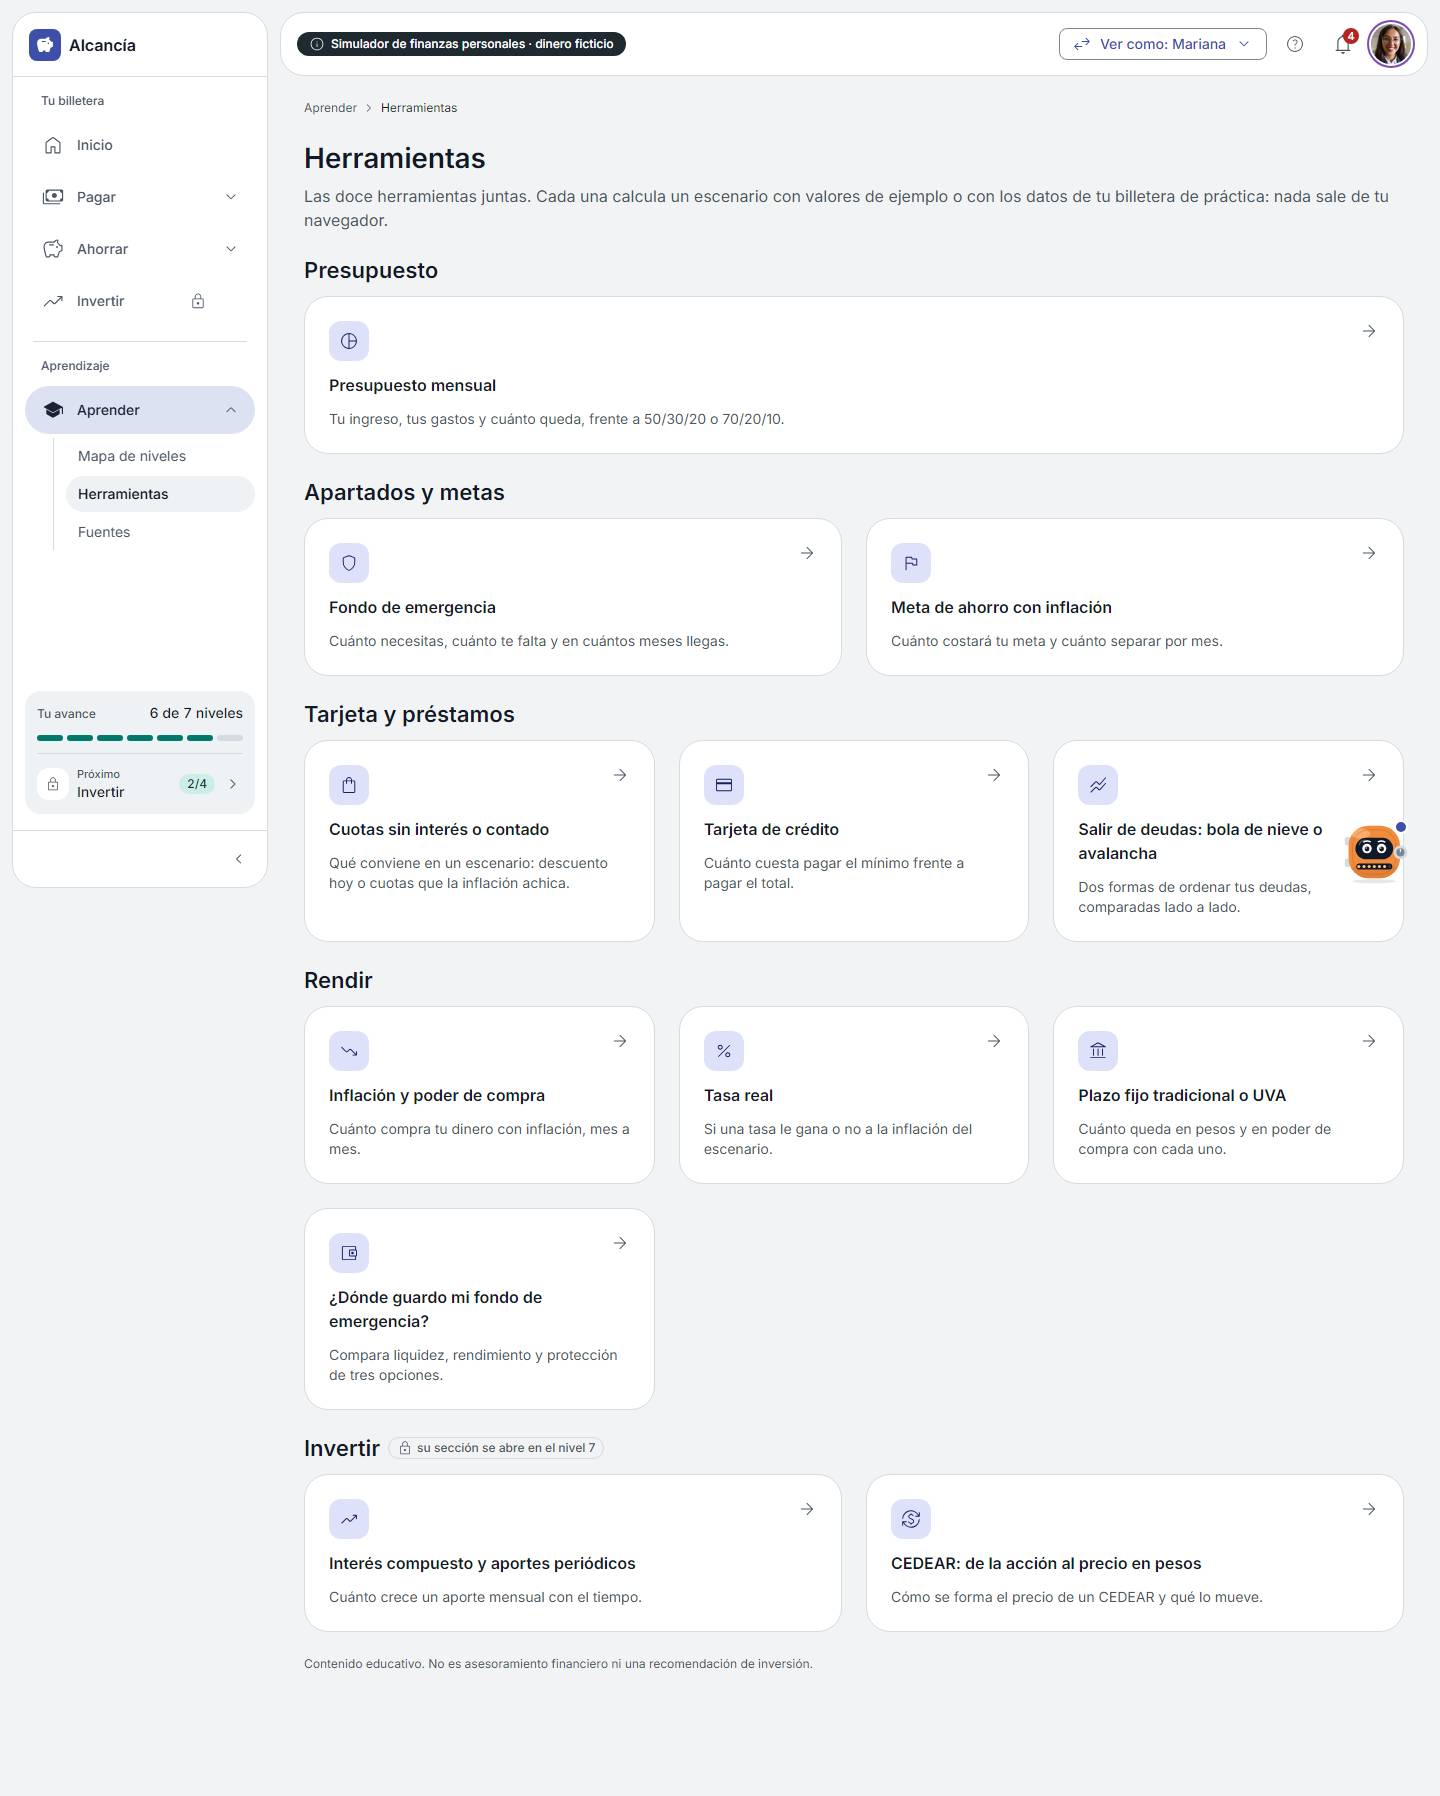 Alcancía
Simulador de finanzas personales · dinero ficticio
Ver como: Mariana
4
Tu billetera
Inicio
Pagar
Ahorrar
Invertir
Aprendizaje
Aprender
Mapa de niveles
Herramientas
Fuentes
Tu avance
6 de 7 niveles
Próximo
Invertir
2/4
Aprender
Herramientas
Herramientas
Las doce herramientas juntas. Cada una calcula un escenario con valores de ejemplo o con los datos de tu billetera de práctica: nada sale de tu
navegador.
Presupuesto
Presupuesto mensual
Tu ingreso, tus gastos y cuánto queda, frente a 50/30/20 o 70/20/10.
Apartados y metas
Fondo de emergencia
Cuánto necesitas, cuánto te falta y en cuántos meses llegas.
Meta de ahorro con inflación
Cuánto costará tu meta y cuánto separar por mes.
Tarjeta y préstamos
Cuotas sin interés o contado
Qué conviene en un escenario: descuento
hoy o cuotas que la inflación achica.
Tarjeta de crédito
Cuánto cuesta pagar el mínimo frente a
pagar el total.
Salir de deudas: bola de nieve o
avalancha
Dos formas de ordenar tus deudas,
comparadas lado a lado.
Rendir
Inflación y poder de compra
Cuánto compra tu dinero con inflación, mes a
mes.
Tasa real
Si una tasa le gana o no a la inflación del
escenario.
Plazo fijo tradicional o UVA
Cuánto queda en pesos y en poder de
compra con cada uno.
¿Dónde guardo mi fondo de
emergencia?
Compara liquidez, rendimiento y protección
de tres opciones.
Invertir
su sección se abre en el nivel 7
Interés compuesto y aportes periódicos
Cuánto crece un aporte mensual con el tiempo.
CEDEAR: de la acción al precio en pesos
Cómo se forma el precio de un CEDEAR y qué lo mueve.
Contenido educativo. No es asesoramiento financiero ni una recomendación de inversión.